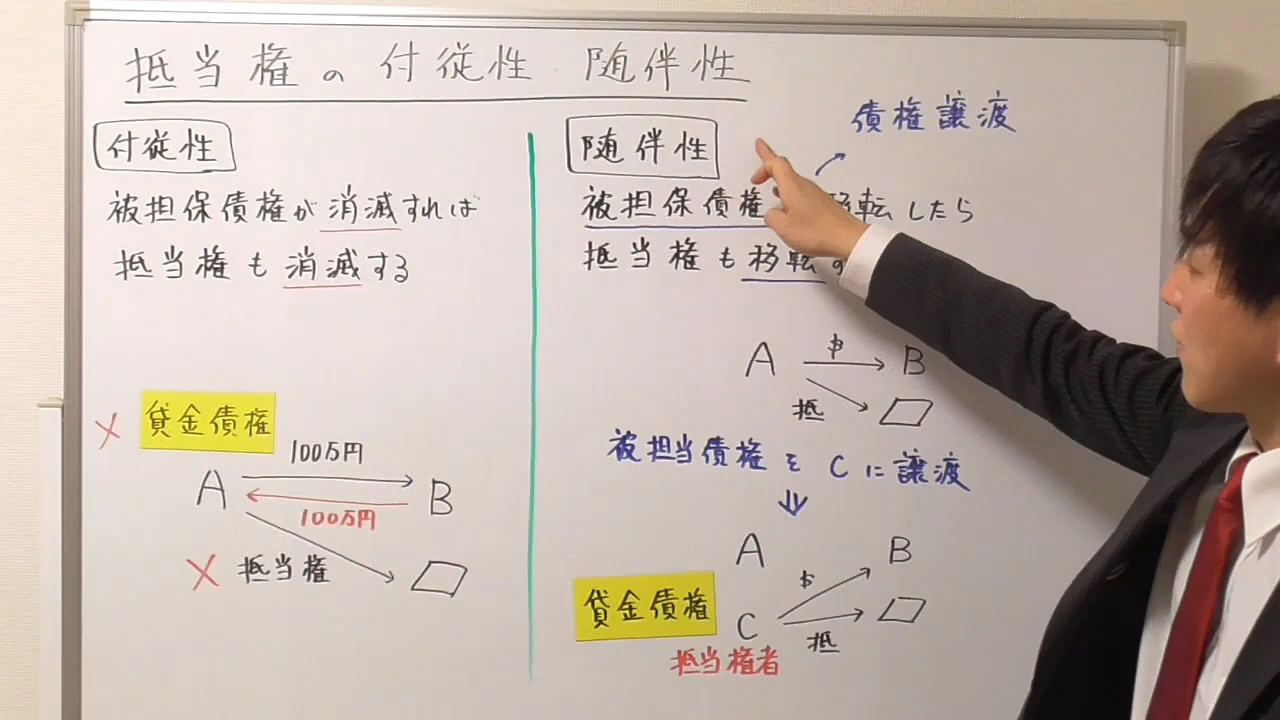 抵当権の付従性・随伴性
付従性
被担保債権が消滅すれば
抵当権も消滅する
X 貸金債権
100万円
A B
100万円
X 抵当権
随伴性
債権譲渡
被担保債権 移転したら
抵当権も移転す
A $ B
抵
被担当債権をCに譲渡
A B
$
貸金債権 C
抵
抵当権者